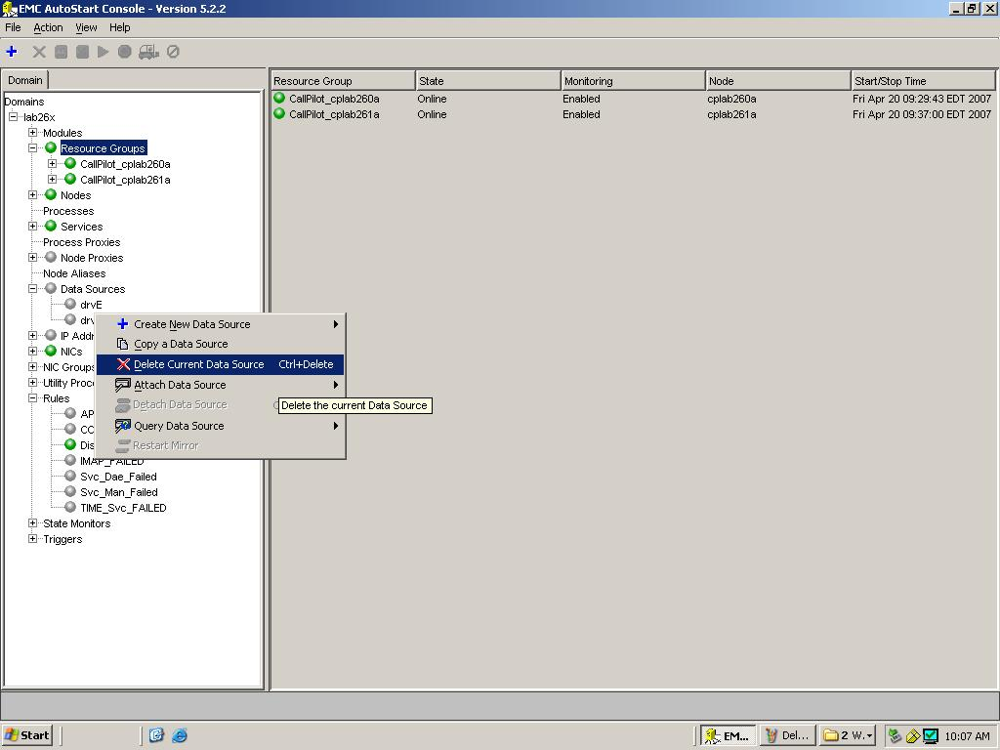 EMC AutoStart Console - Version 5.2.2
File Action View Help
Domain
Domains
lab26x
Modules
Resource Groups
CallPilot_cplab260a
CallPilot_cplab261a
Nodes
Processes
Services
Process Proxies
Node Proxies
Node Aliases
Data Sources
drvE
drv
IP Addr
NICs
NIC Groups
Utility Proc
Rules
AP
CC
Dis
IMAP_FAILED
Svc_Dae_Failed
Svc_Man_Failed
TIME_Svc_FAILED
State Monitors
Triggers
Create New Data Source
Copy a Data Source
Delete Current Data Source Ctrl+Delete
Attach Data Source
Detach Data Source
Delete the current Data Source
Query Data Source
Restart Mirror
Resource Group State Monitoring Node Start/Stop Time
CallPilot_cplab260a Online Enabled cplab260a Fri Apr 20 09:29:43 EDT 2007
CallPilot_cplab261a Online Enabled cplab261a Fri Apr 20 09:37:00 EDT 2007
Start EM... Del... 2 W. 10:07 AM